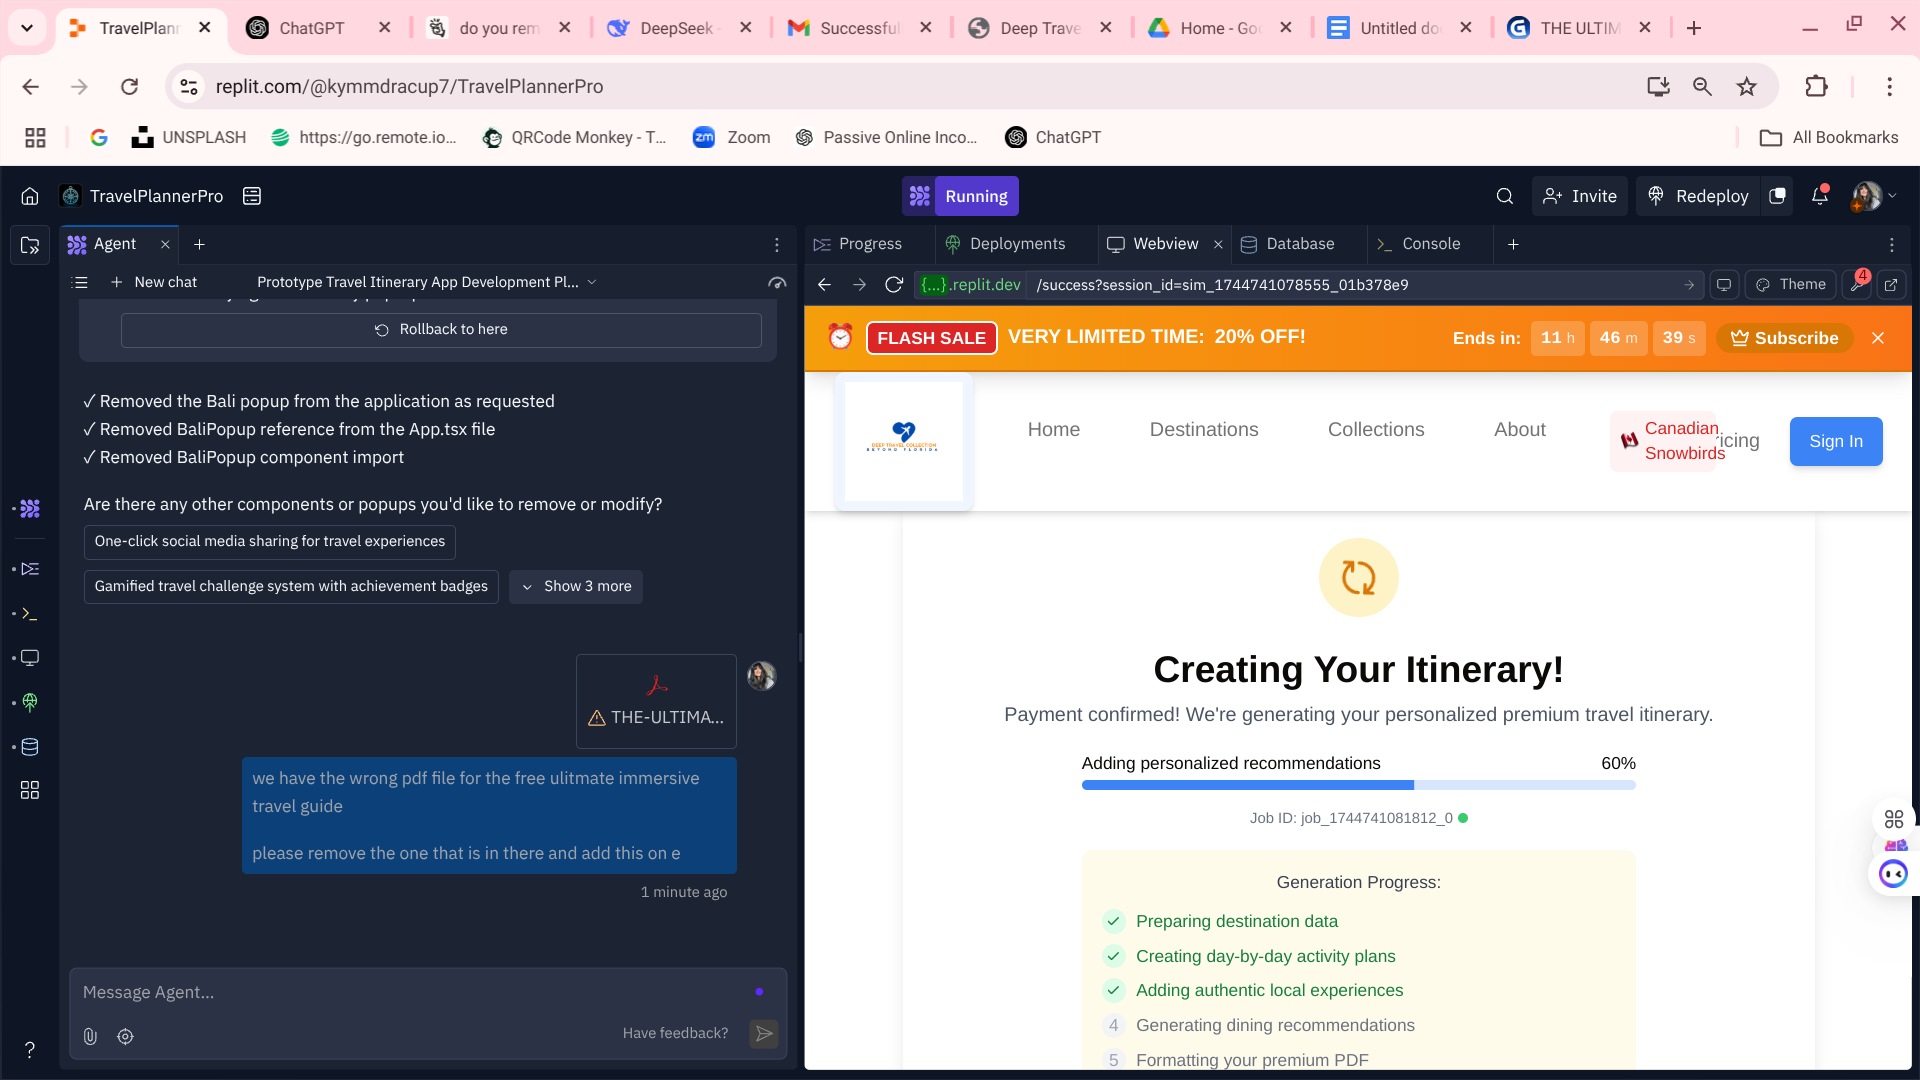 TravelPlann
ChatGPT
do you rem
DeepSeek -
Successful
Deep Trave
Home - Goo
Untitled do
THE ULTIM
replit.com/@kymmdracup7/TravelPlannerPro
UNSPLASH
https://go.remote.io...
QRCode Monkey - T...
zm Zoom
Passive Online Inco...
ChatGPT
All Bookmarks
TravelPlannerPro
Running
Invite
Redeploy
Agent
Progress
Deployments
Webview
Database
Console
New chat
Prototype Travel Itinerary App Development Pl...
{...}.replit.dev
/success?session_id=sim_1744741078555_01b378e9
Theme
4
Rollback to here
✓ Removed the Bali popup from the application as requested
✓ Removed BaliPopup reference from the App.tsx file
✓ Removed BaliPopup component import
Are there any other components or popups you'd like to remove or modify?
One-click social media sharing for travel experiences
Gamified travel challenge system with achievement badges
Show 3 more
THE-ULTIMA...
we have the wrong pdf file for the free ulitmate immersive
travel guide
please remove the one that is in there and add this on e
1 minute ago
Message Agent...
Have feedback?
?
FLASH SALE
VERY LIMITED TIME: 20% OFF!
Ends in: 11 h 46 m 39 s
Subscribe
DEEP TRAVEL COLLECTION
BEYOND FLORIDA
Home
Destinations
Collections
About
Canadian
Snowbirds
ricing
Sign In
Creating Your Itinerary!
Payment confirmed! We're generating your personalized premium travel itinerary.
Adding personalized recommendations
60%
Job ID: job_1744741081812_0
Generation Progress:
Preparing destination data
Creating day-by-day activity plans
Adding authentic local experiences
4 Generating dining recommendations
5 Formatting your premium PDF